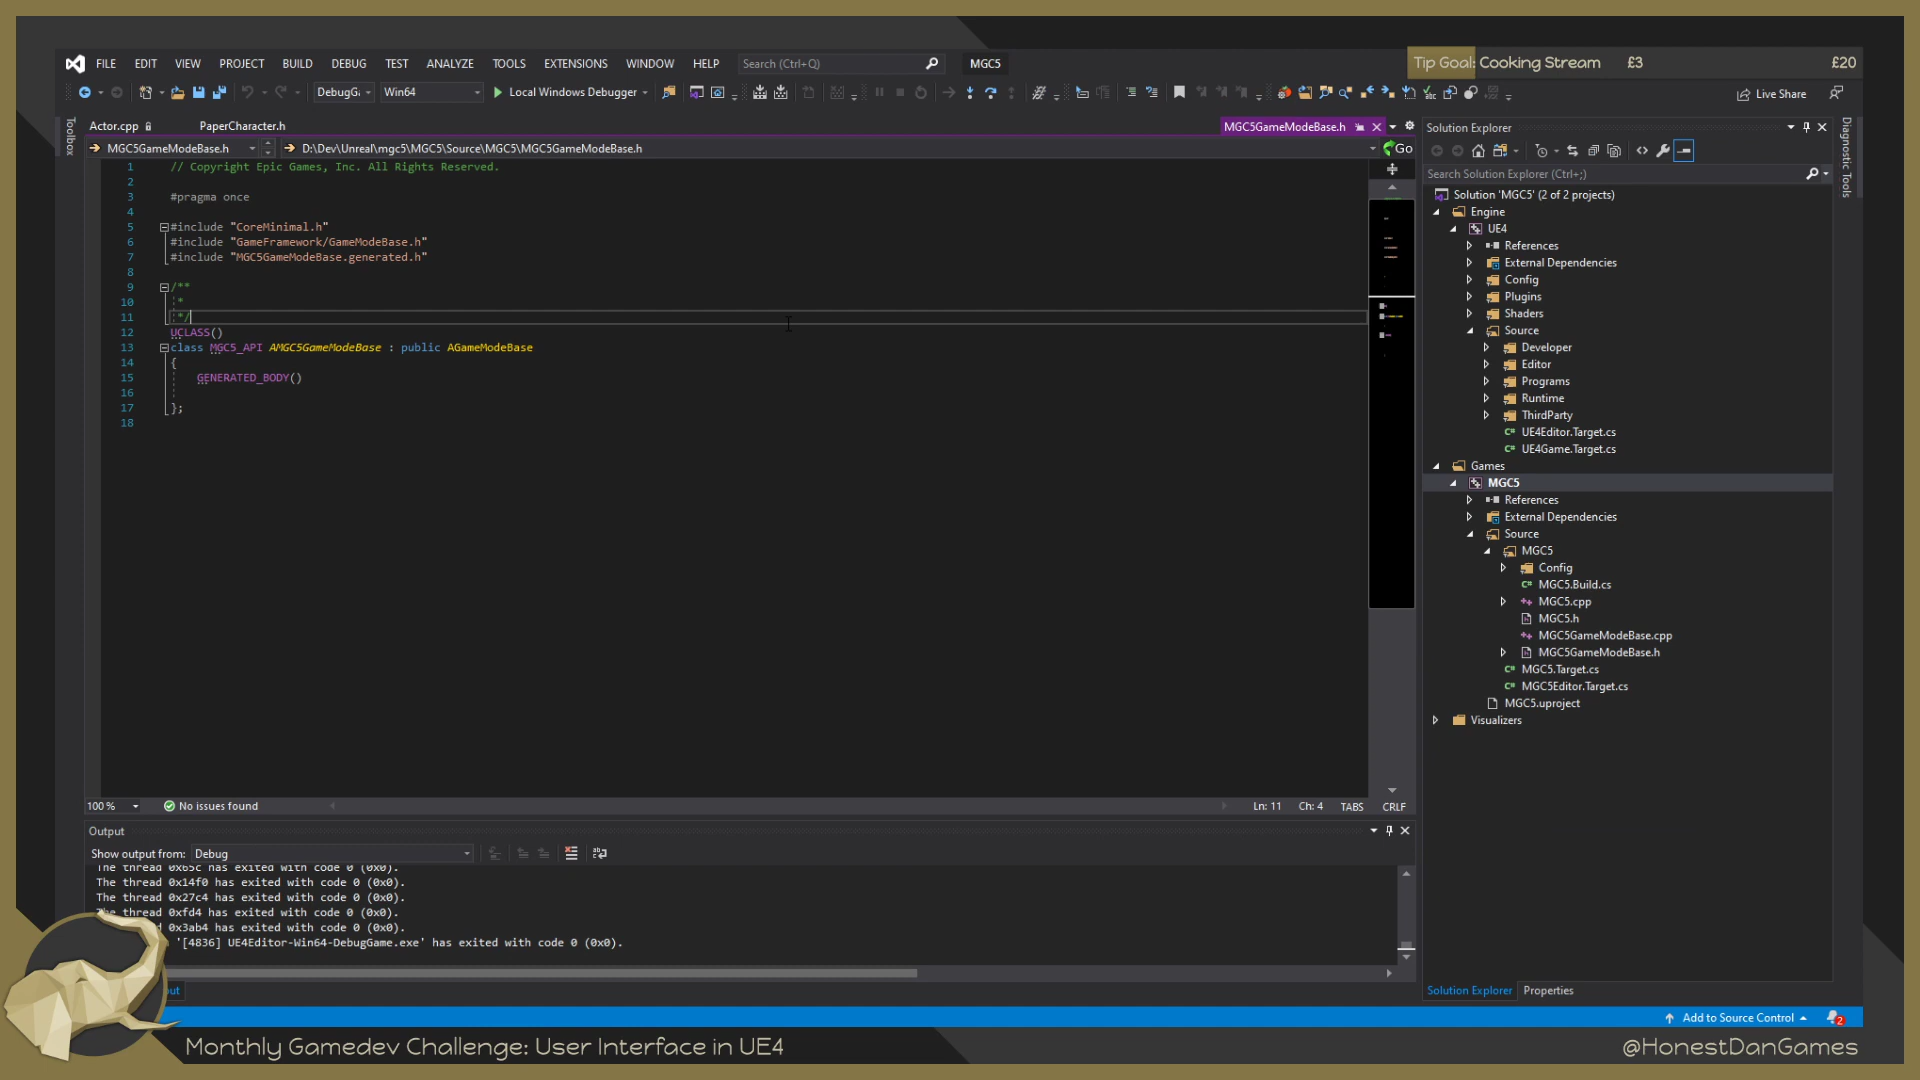 FILE EDIT VIEW PROJECT BUILD DEBUG TEST ANALYZE TOOLS EXTENSIONS WINDOW HELP Search (Ctrl+Q) MGC5
Tip Goal: Cooking Stream £3 £20
DebugGa Win64 Local Windows Debugger Live Share
Toolbox
Actor.cpp PaperCharacter.h MGC5GameModeBase.h
MGC5GameModeBase.h D:\Dev\Unreal\mgc5\MGC5\Source\MGC5\MGC5GameModeBase.h Go
1 // Copyright Epic Games, Inc. All Rights Reserved.
2
3 #pragma once
4
5 #include "CoreMinimal.h"
6 #include "GameFramework/GameModeBase.h"
7 #include "MGC5GameModeBase.generated.h"
8
9 /**
10 *
11 */
12 UCLASS()
13 class MGC5_API AMGC5GameModeBase : public AGameModeBase
14 {
15 GENERATED_BODY()
16
17 };
18
100 % No issues found Ln: 11 Ch: 4 TABS CRLF
Output
Show output from: Debug
The thread 0x65c has exited with code 0 (0x0).
The thread 0x14f0 has exited with code 0 (0x0).
The thread 0x27c4 has exited with code 0 (0x0).
The thread 0xfd4 has exited with code 0 (0x0).
0x3ab4 has exited with code 0 (0x0).
'[4836] UE4Editor-Win64-DebugGame.exe' has exited with code 0 (0x0).
Solution Explorer
Search Solution Explorer (Ctrl+;)
Solution 'MGC5' (2 of 2 projects)
Engine
UE4
References
External Dependencies
Config
Plugins
Shaders
Source
Developer
Editor
Programs
Runtime
ThirdParty
UE4Editor.Target.cs
UE4Game.Target.cs
Games
MGC5
References
External Dependencies
Source
MGC5
Config
MGC5.Build.cs
MGC5.cpp
MGC5.h
MGC5GameModeBase.cpp
MGC5GameModeBase.h
MGC5.Target.cs
MGC5Editor.Target.cs
MGC5.uproject
Visualizers
Solution Explorer Properties
Diagnostic Tools
Add to Source Control 2
Monthly Gamedev Challenge: User Interface in UE4
@HonestDanGames